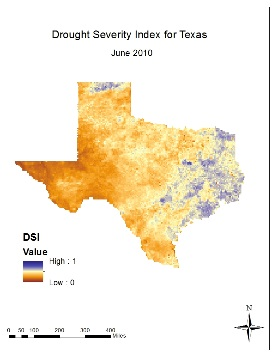 Drought Severity Index for Texas
June 2010
DSI
Value
High : 1
Low : 0
N
0 50 100 200 300 400
Miles